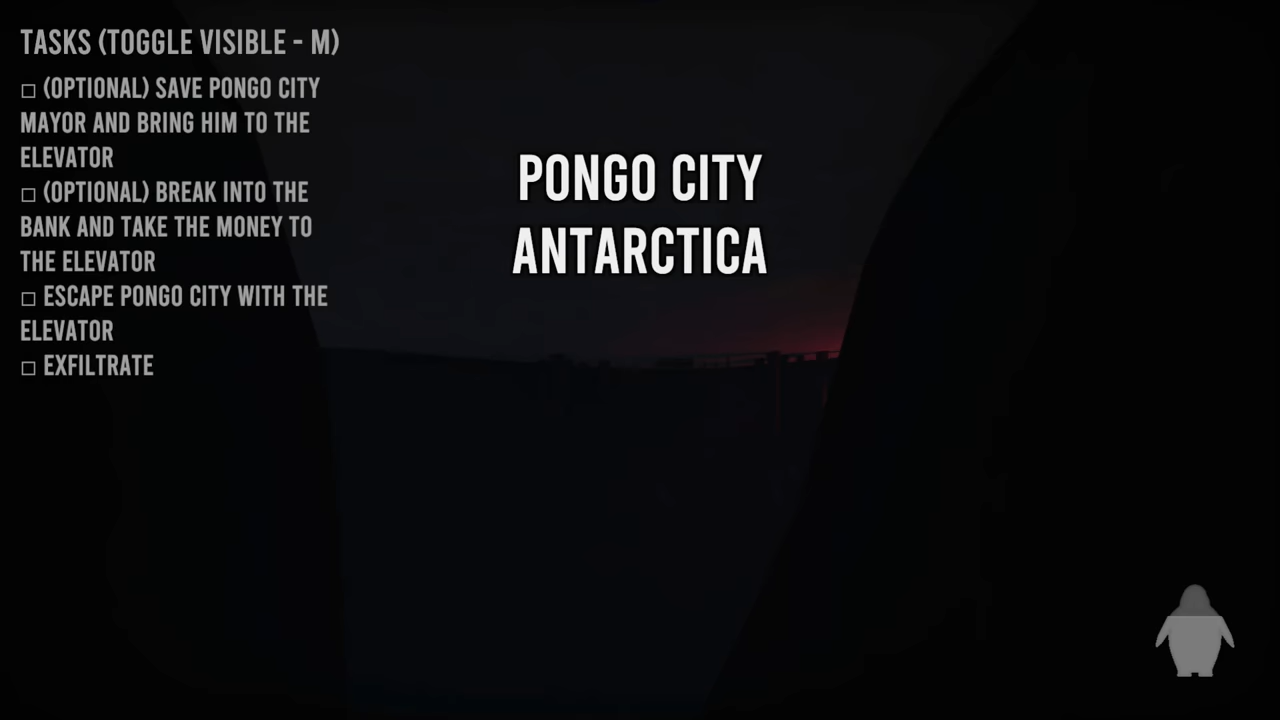 TASKS (TOGGLE VISIBLE - M)
□ (OPTIONAL) SAVE PONGO CITY
MAYOR AND BRING HIM TO THE
ELEVATOR
□ (OPTIONAL) BREAK INTO THE
BANK AND TAKE THE MONEY TO
THE ELEVATOR
□ ESCAPE PONGO CITY WITH THE
ELEVATOR
□ EXFILTRATE
PONGO CITY
ANTARCTICA